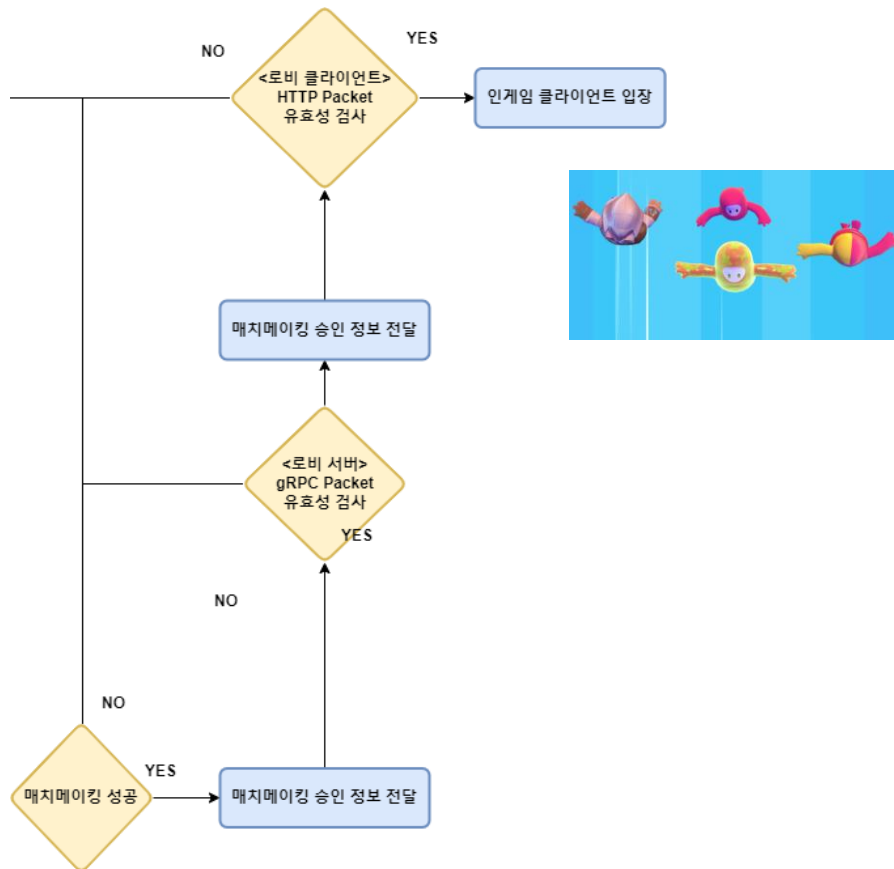 NO
YES
<로비 클라이언트>
HTTP Packet
유효성 검사
인게임 클라이언트 입장
매치메이킹 승인 정보 전달
<로비 서버>
gRPC Packet
유효성 검사
YES
NO
NO
YES
매치메이킹 성공
매치메이킹 승인 정보 전달